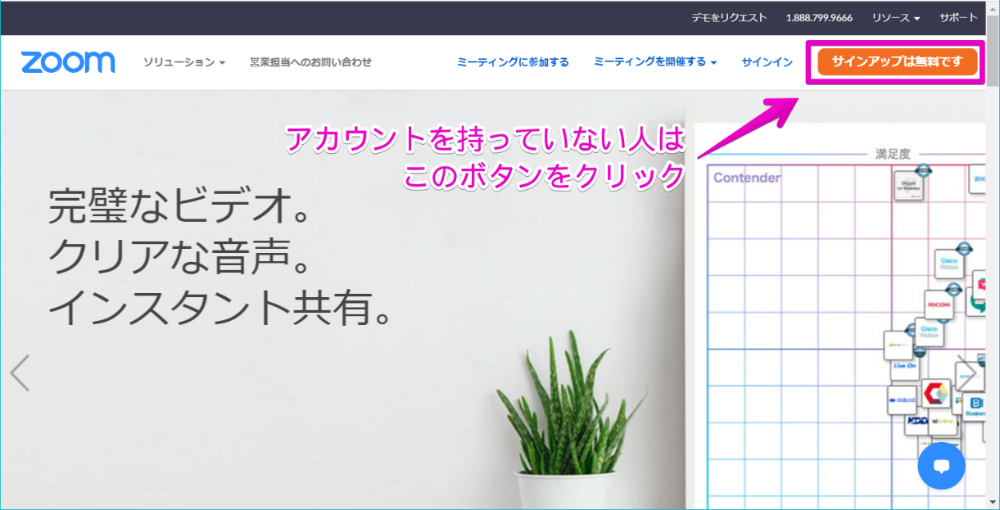 デモをリクエスト 1.888.799.9666 リソース サポート
zoom ソリューション 営業担当へのお問い合わせ ミーティングに参加する ミーティングを開催する サインイン サインアップは無料です
アカウントを持っていない人は
このボタンをクリック
満足度
Contender
Skype
for Business
ZOO
完璧なビデオ。
クリアな音声。
インスタント共有。
Cisco
Webex
RICOH
Cisco
Webex
Live On
dialpad
BlueJeans
KDDI